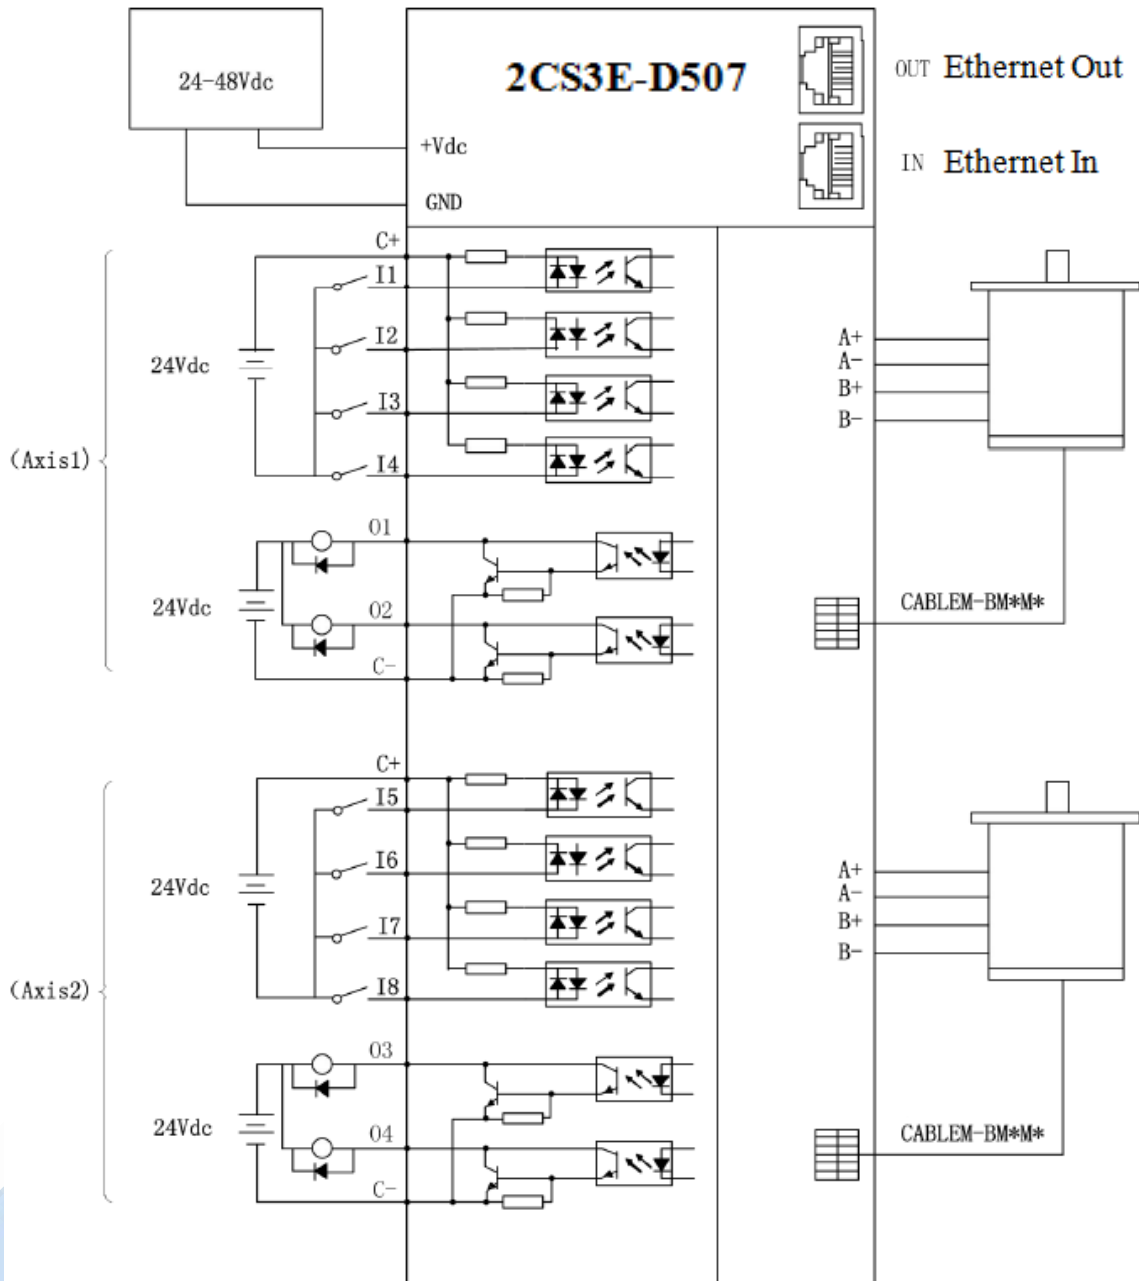 24-48Vdc
2CS3E-D507
OUT Ethernet Out
+Vdc
IN Ethernet In
GND
C+
I1
I2
24Vdc
I3
(Axis1)
I4
A+
A-
B+
B-
O1
24Vdc
O2
C-
CABLEM-BM*M*
C+
I5
I6
24Vdc
I7
(Axis2)
I8
A+
A-
B+
B-
O3
24Vdc
O4
C-
CABLEM-BM*M*